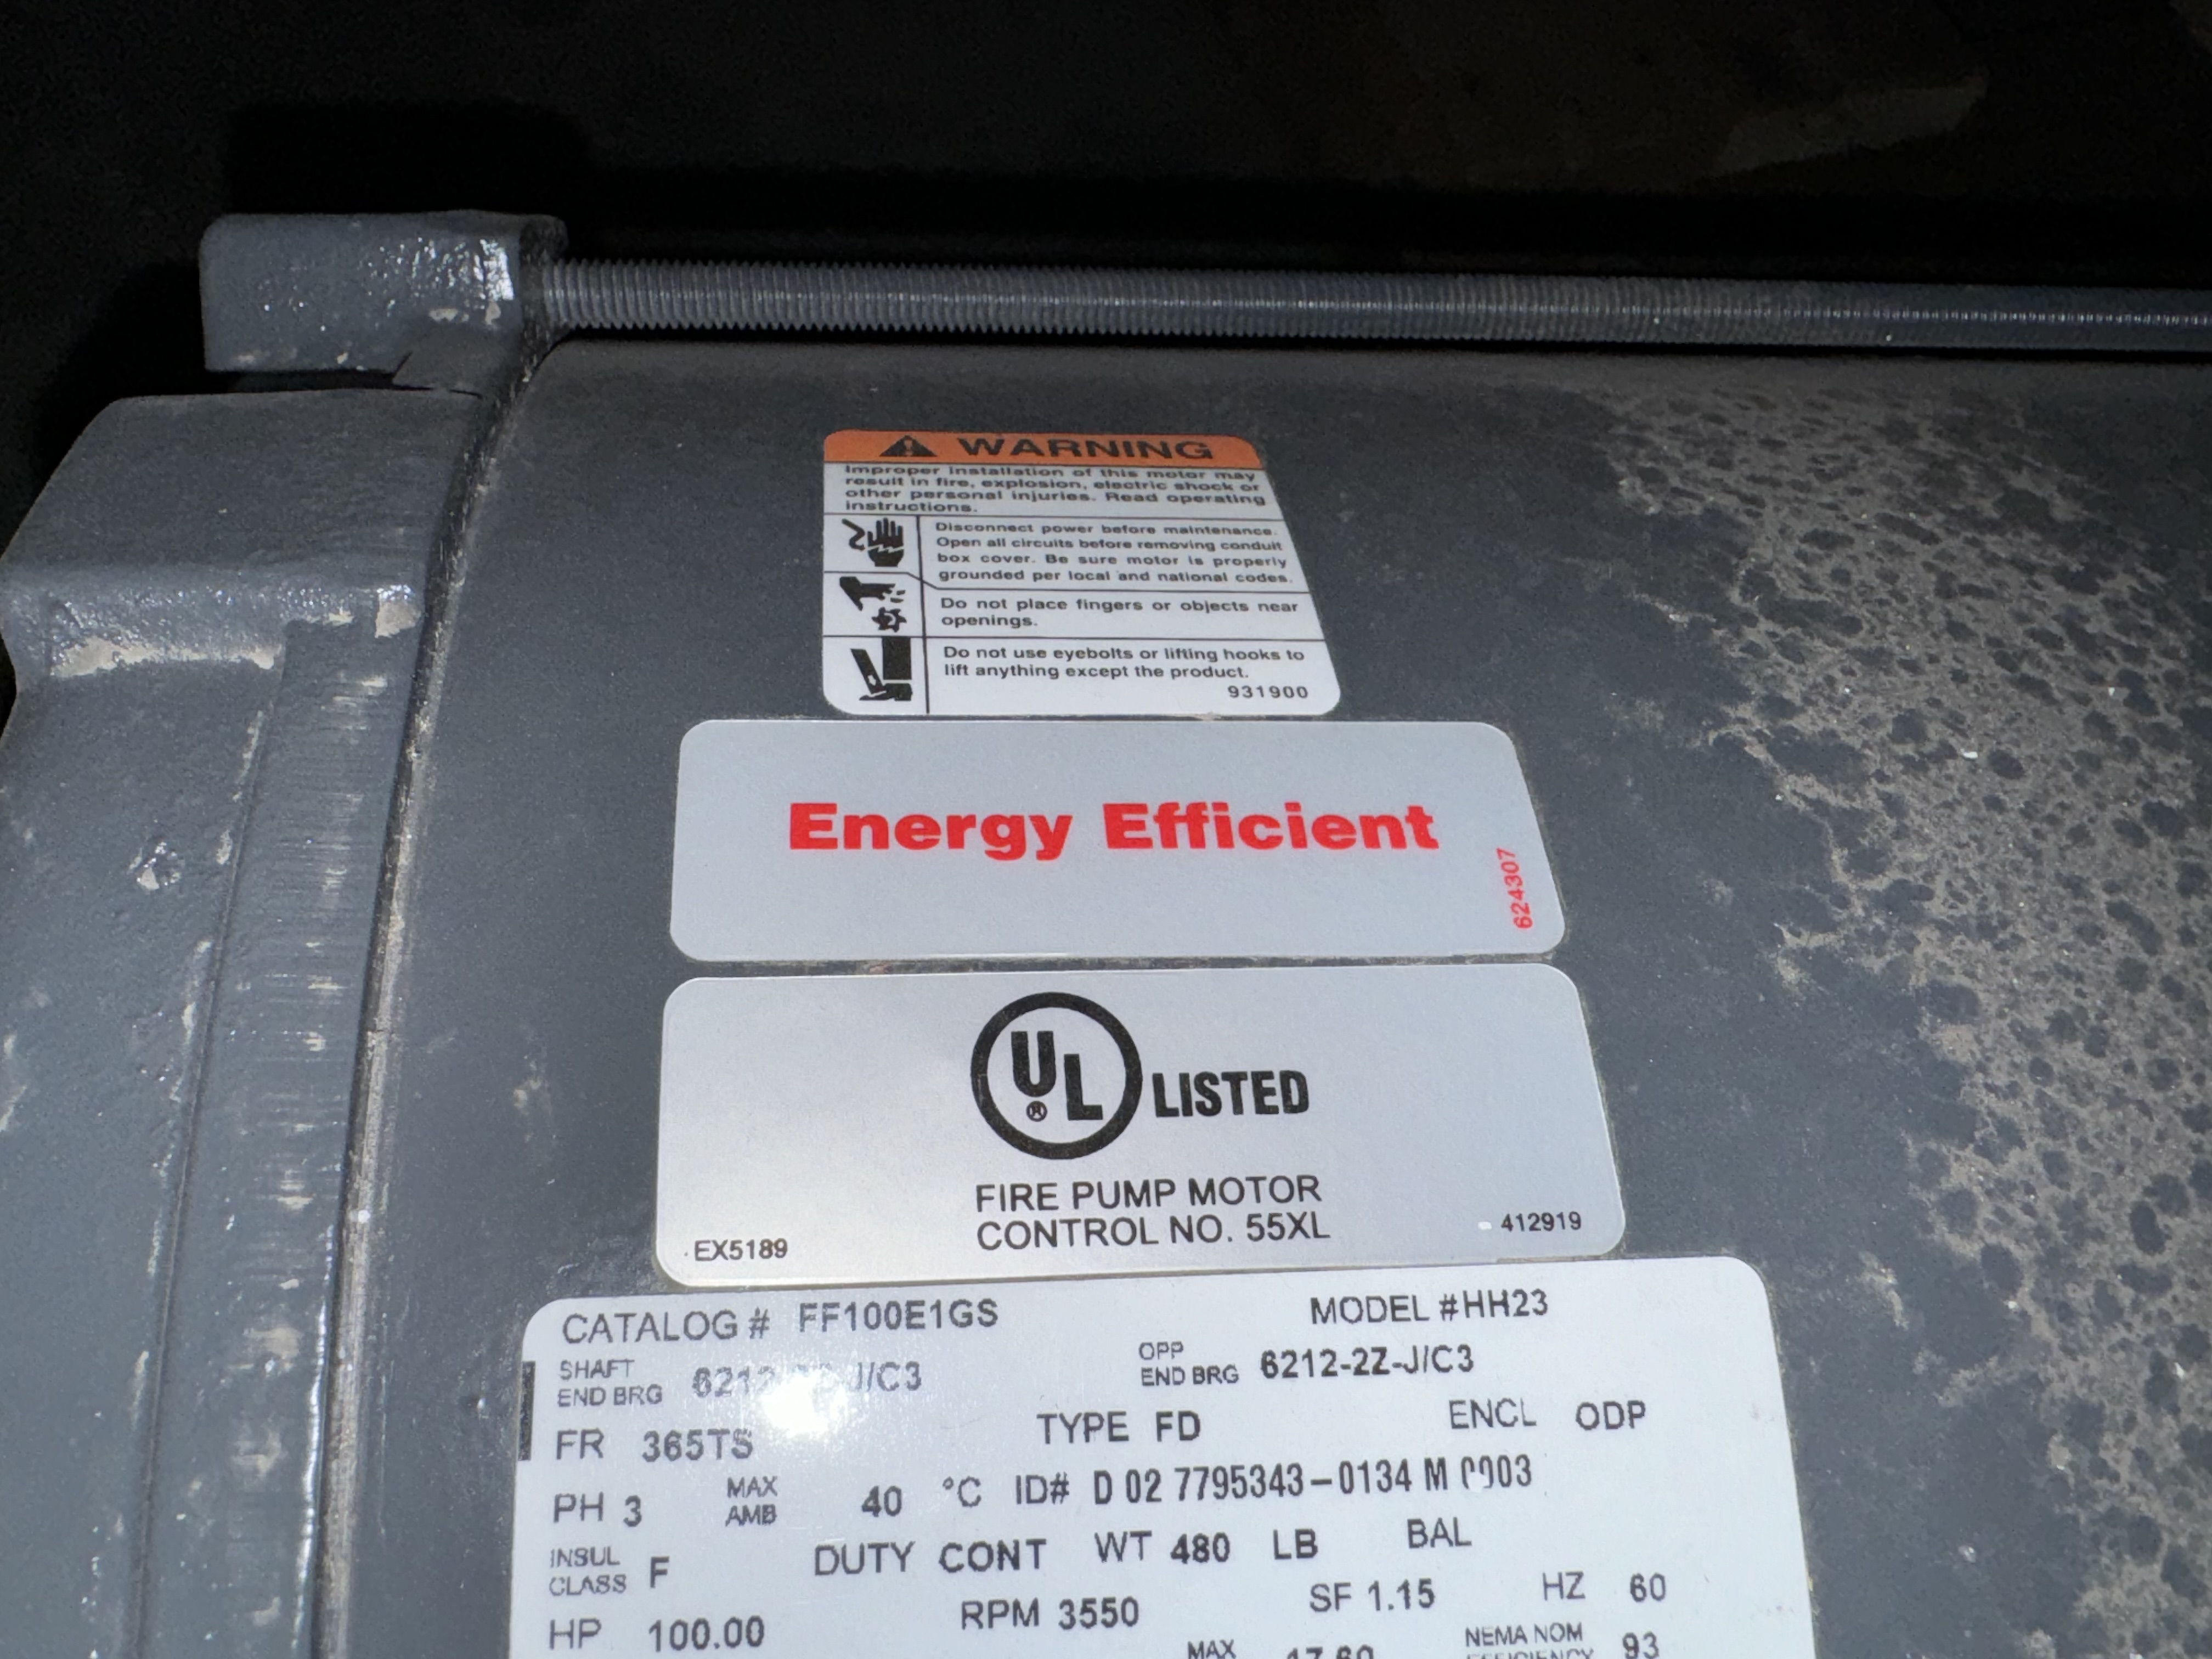 WARNING
Improper installation of this motor may
result in fire, explosion, electric shock or
other personal injuries. Read operating
instructions.
Disconnect power before maintenance.
Open all circuits before removing conduit
box cover. Be sure motor is properly
grounded per local and national codes.
Do not place fingers or objects near
openings.
Do not use eyebolts or lifting hooks to
lift anything except the product.
931900
Energy Efficient
624307
UL LISTED
®
FIRE PUMP MOTOR
CONTROL NO. 55XL
EX5189
412919
CATALOG # FF100E1GS MODEL #HH23
SHAFT
END BRG
OPP
END BRG 6212-2Z-J/C3
FR 365TS TYPE FD ENCL ODP
PH 3 MAX
AMB 40 °C ID# D 02 7795343-0134 M
INSUL
CLASS F DUTY CONT WT 480 LB BAL
HP 100.00 RPM 3550 SF 1.15 HZ 60
MAX NEMA NOM
93